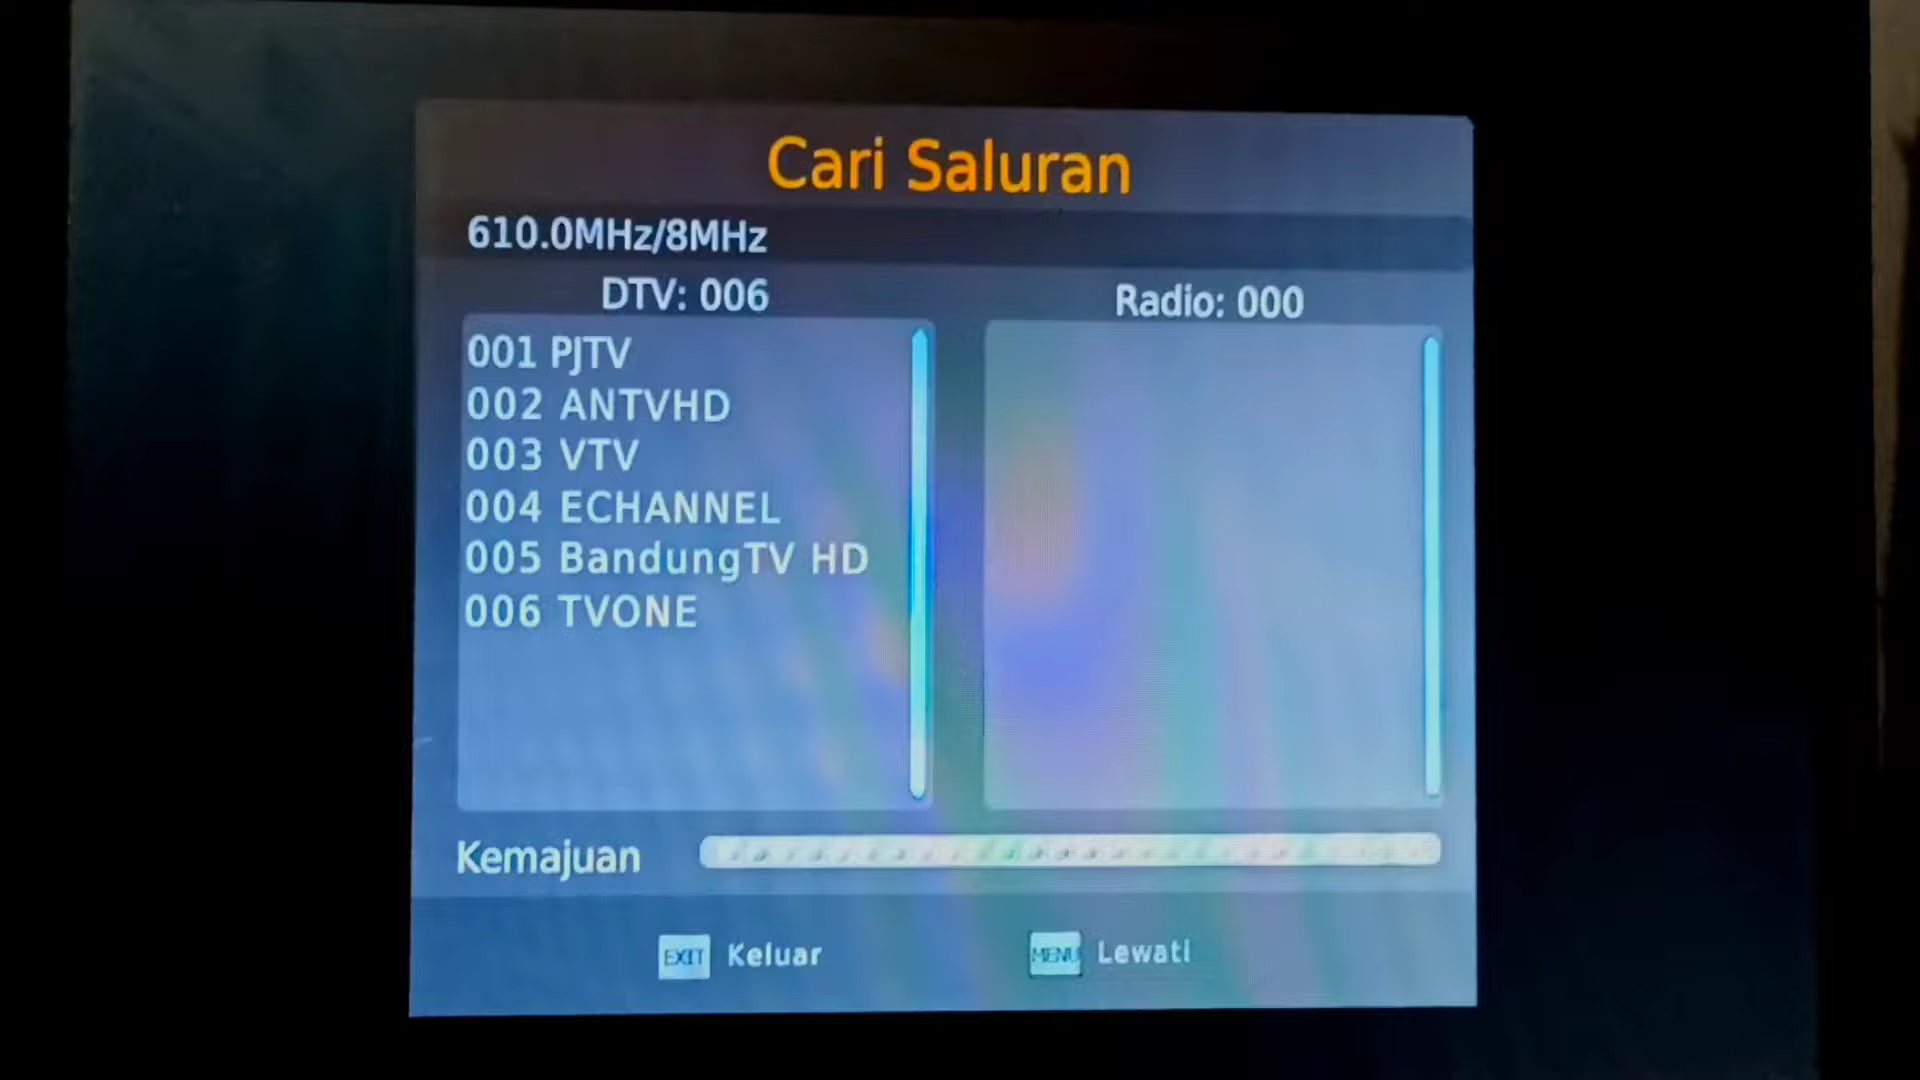 Cari Saluran
610.0MHz/8MHz
DTV: 006
Radio: 000
001 PJTV
002 ANTVHD
003 VTV
004 ECHANNEL
005 BandungTV HD
006 TVONE
Kemajuan
EXIT Keluar
MENU Lewati